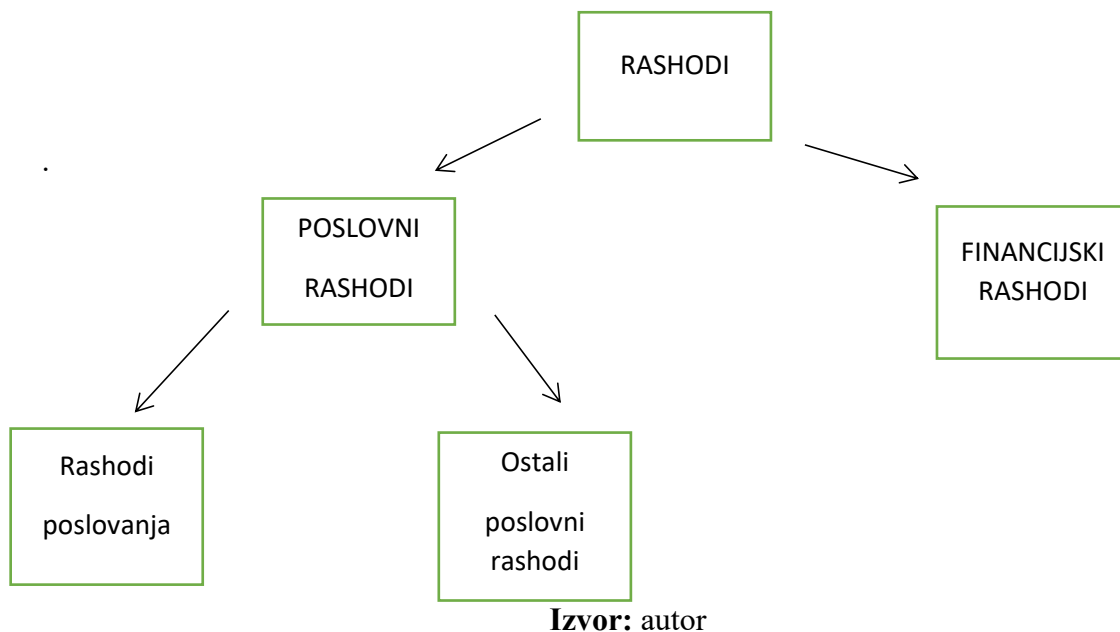 RASHODI
.
POSLOVNI
RASHODI
FINANCIJSKI
RASHODI
Rashodi
poslovanja
Ostali
poslovni
rashodi
Izvor: autor